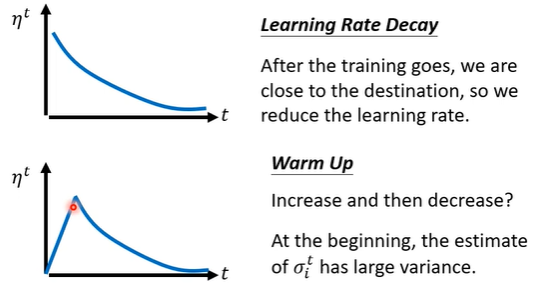 η^t
Learning Rate Decay
After the training goes, we are
close to the destination, so we
reduce the learning rate.
t
η^t
Warm Up
Increase and then decrease?
At the beginning, the estimate
of σ_i^t has large variance.
t